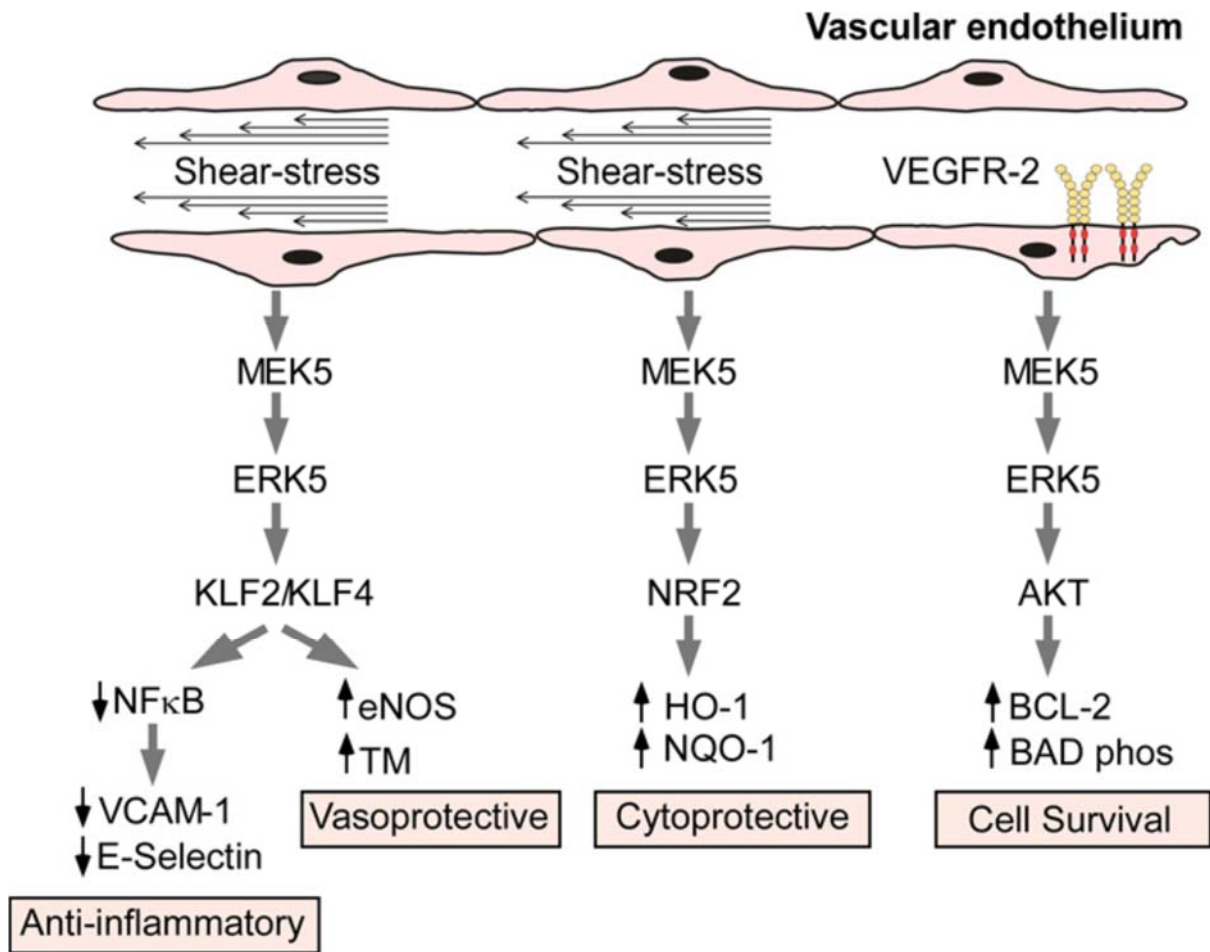 Vascular endothelium
Shear-stress
Shear-stress
VEGFR-2
MEK5
MEK5
MEK5
ERK5
ERK5
ERK5
KLF2/KLF4
NRF2
AKT
↓NFκB
↑eNOS
↑TM
↑ HO-1
↑ NQO-1
↑BCL-2
↑BAD phos
↓VCAM-1
↓E-Selectin
Vasoprotective
Cytoprotective
Cell Survival
Anti-inflammatory